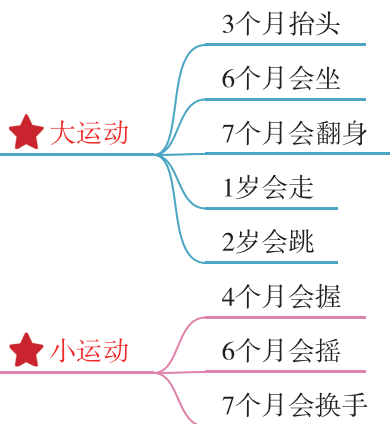 大运动
3个月抬头
6个月会坐
7个月会翻身
1岁会走
2岁会跳
小运动
4个月会握
6个月会摇
7个月会换手